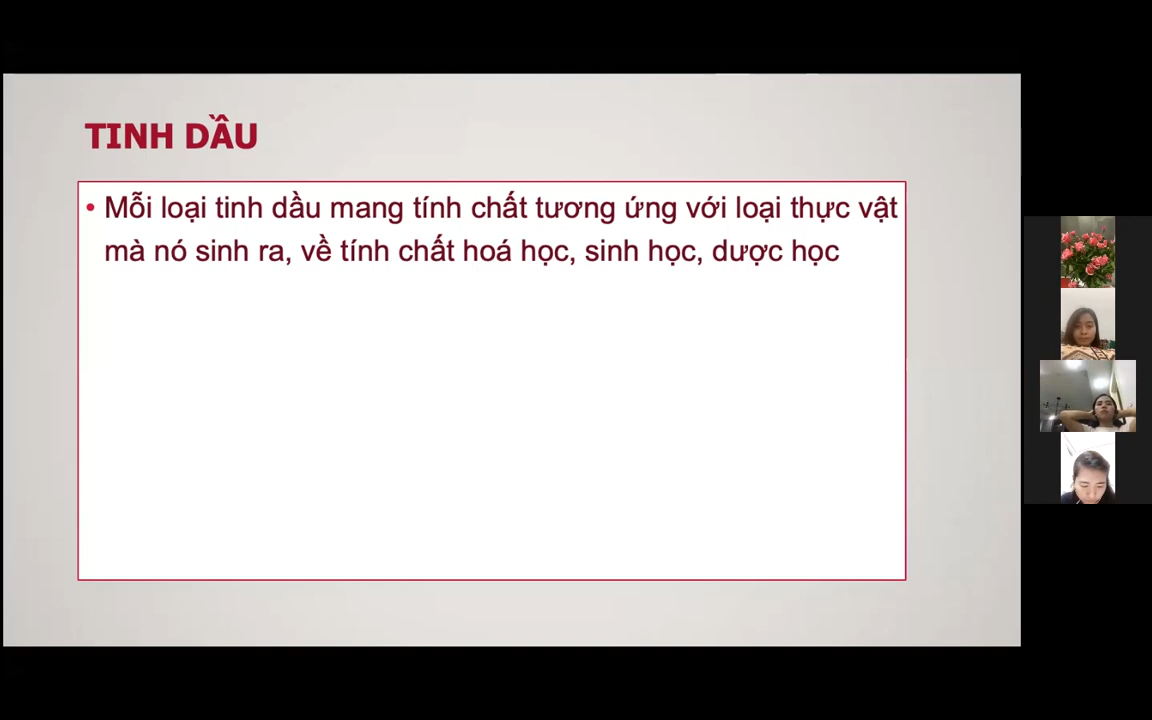 TINH DẦU
• Mỗi loại tinh dầu mang tính chất tương ứng với loại thực vật
mà nó sinh ra, về tính chất hoá học, sinh học, dược học